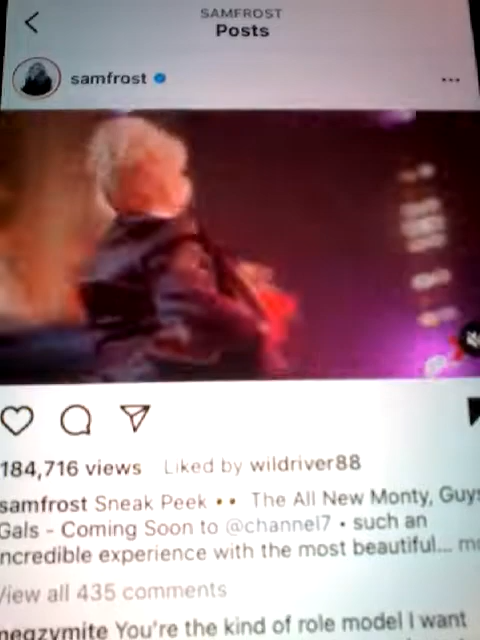 SAMFROST
Posts
samfrost
184,716 views Liked by wildriver88
samfrost Sneak Peek •• The All New Monty, Guys
Gals - Coming Soon to @channel7 • such an
ncredible experience with the most beautiful... m
View all 435 comments
negzymite You're the kind of role model I want